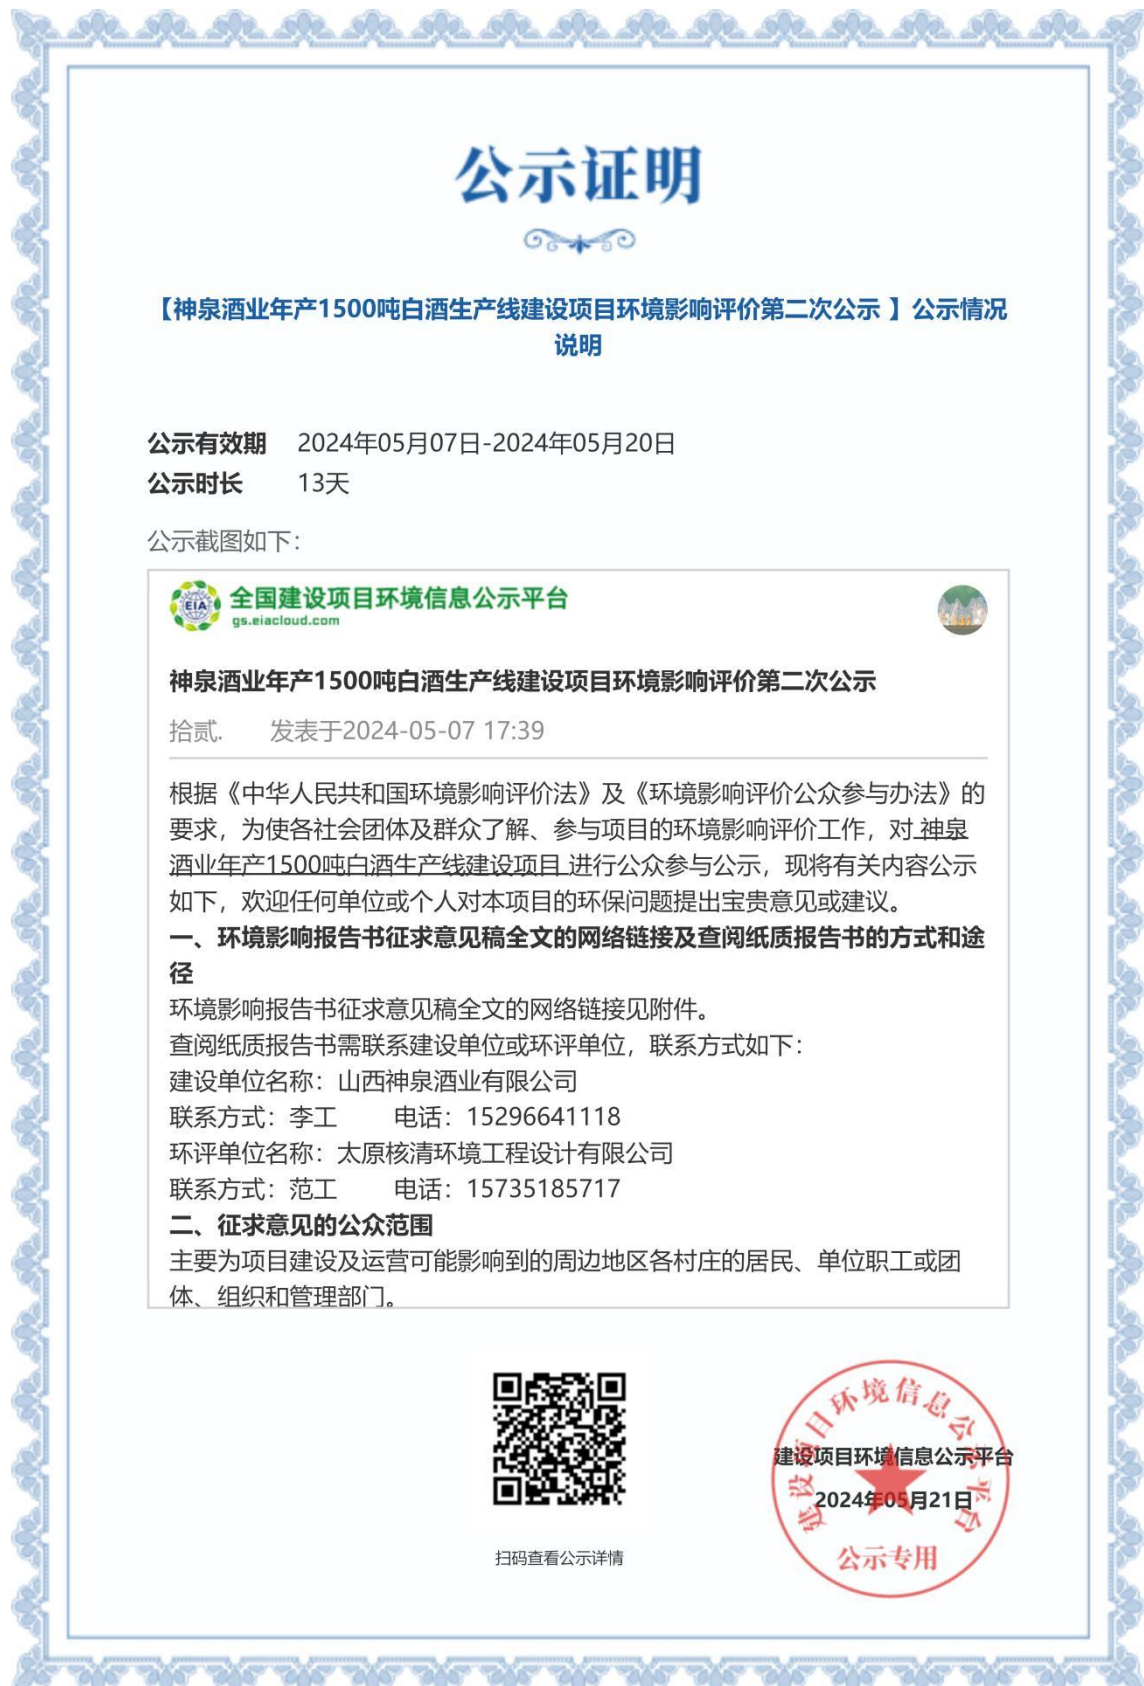 公示证明
【神泉酒业年产1500吨白酒生产线建设项目环境影响评价第二次公示 】公示情况
说明
公示有效期 2024年05月07日-2024年05月20日
公示时长 13天
公示截图如下：
EIA 全国建设项目环境信息公示平台
gs.eiacloud.com
神泉酒业年产1500吨白酒生产线建设项目环境影响评价第二次公示
拾贰. 发表于2024-05-07 17:39
根据《中华人民共和国环境影响评价法》及《环境影响评价公众参与办法》的
要求，为使各社会团体及群众了解、参与项目的环境影响评价工作，对 神泉
酒业年产1500吨白酒生产线建设项目 进行公众参与公示，现将有关内容公示
如下，欢迎任何单位或个人对本项目的环保问题提出宝贵意见或建议。
一、环境影响报告书征求意见稿全文的网络链接及查阅纸质报告书的方式和途
径
环境影响报告书征求意见稿全文的网络链接见附件。
查阅纸质报告书需联系建设单位或环评单位，联系方式如下：
建设单位名称：山西神泉酒业有限公司
联系方式：李工 电话：15296641118
环评单位名称：太原核清环境工程设计有限公司
联系方式：范工 电话：15735185717
二、征求意见的公众范围
主要为项目建设及运营可能影响到的周边地区各村庄的居民、单位职工或团
体、组织和管理部门。
扫码查看公示详情
建设项目环境信息公示平台
建设项目环境信息公示平台
2024年05月21日
公示专用